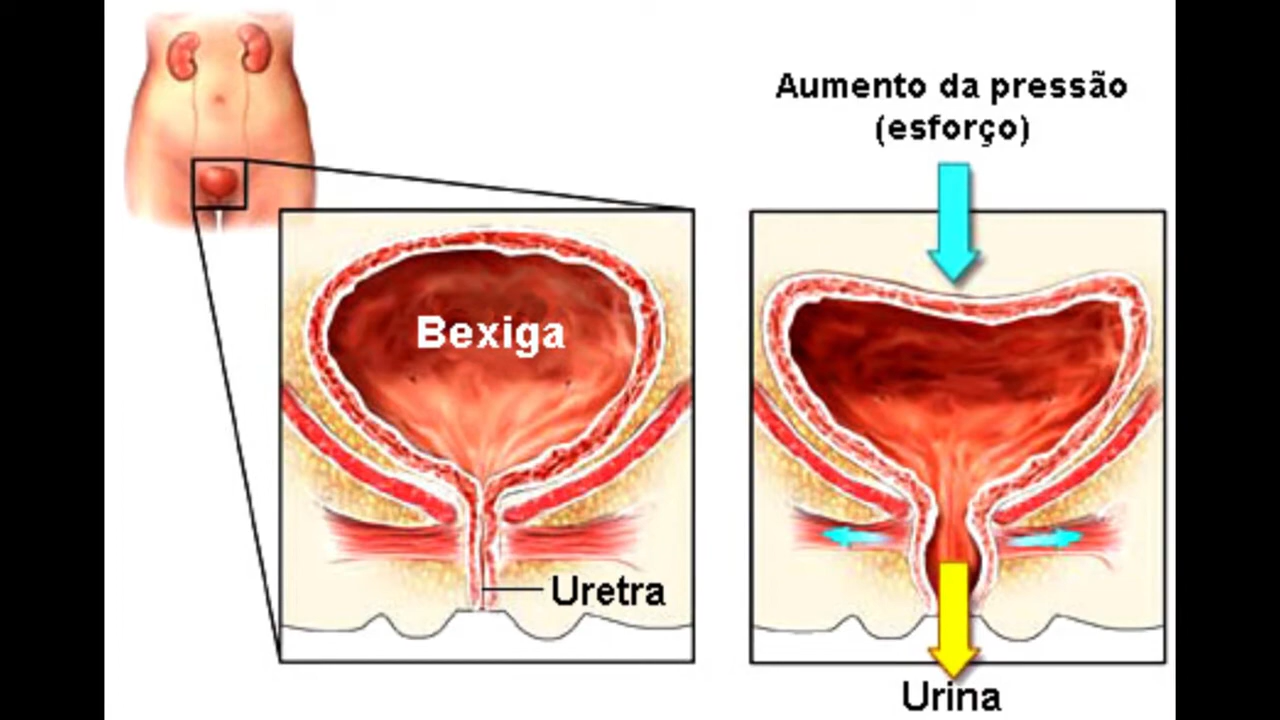 Aumento da pressão
(esforço)
Bexiga
Uretra
Urina